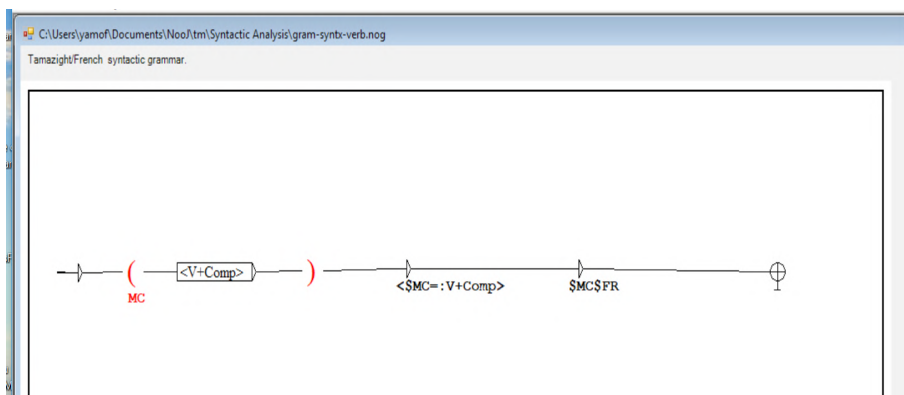 C:\Users\yamof\Documents\NooJ\tm\Syntactic Analysis\gram-syntx-verb.nog
Tamazight/French syntactic grammar.
( <V+Comp> )
MC
<$MC=:V+Comp> $MC$FR